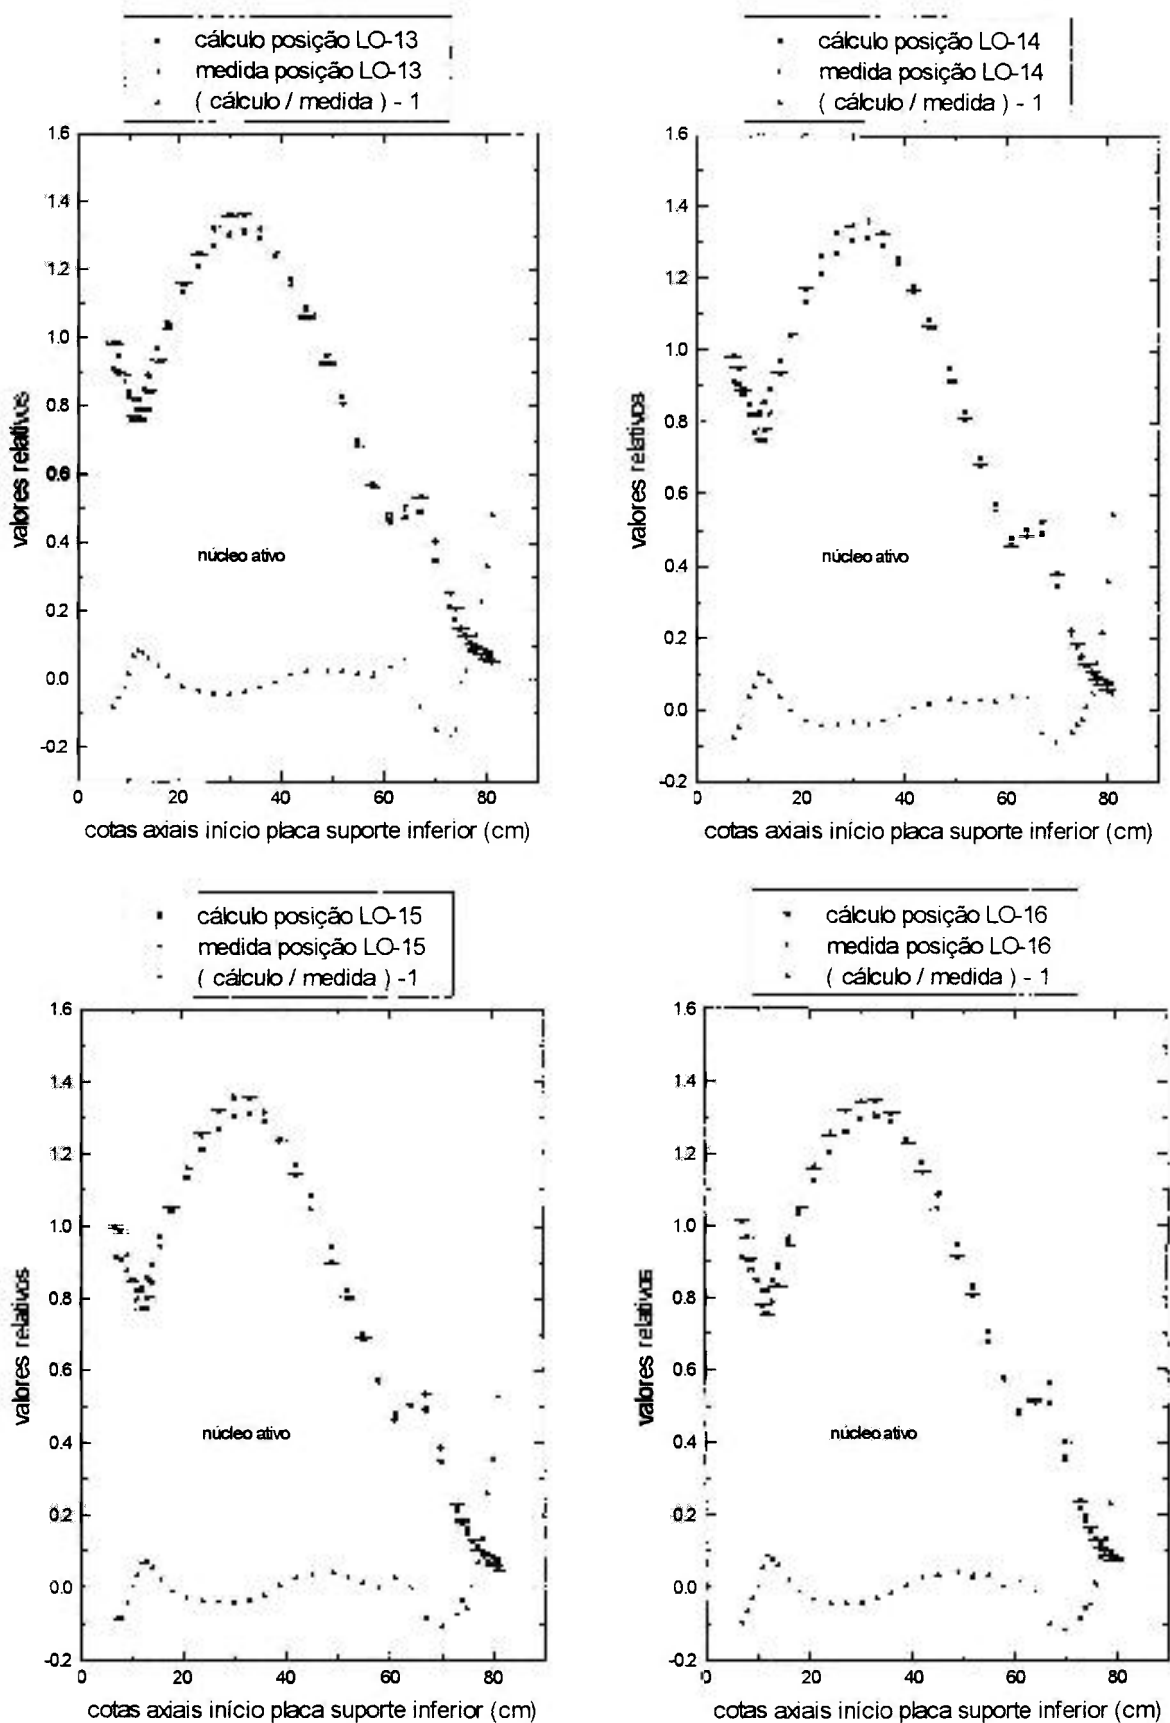 cálculo posição LO-13
medida posição LO-13
( cálculo / medida ) - 1
1.6
1.4
1.2
1.0
0.8
0.6
0.4
0.2
0.0
-0.2
valores relativos
núcleo ativo
0 20 40 60 80
cotas axiais início placa suporte inferior (cm)
cálculo posição LO-14
medida posição LO-14
( cálculo / medida ) - 1
1.6
1.4
1.2
1.0
0.8
0.6
0.4
0.2
0.0
-0.2
valores relativos
núcleo ativo
0 20 40 60 80
cotas axiais início placa suporte inferior (cm)
cálculo posição LO-15
medida posição LO-15
( cálculo / medida ) -1
1.6
1.4
1.2
1.0
0.8
0.6
0.4
0.2
0.0
-0.2
valores relativos
núcleo ativo
0 20 40 60 80
cotas axiais início placa suporte inferior (cm)
cálculo posição LO-16
medida posição LO-16
( cálculo / medida ) - 1
1.6
1.4
1.2
1.0
0.8
0.6
0.4
0.2
0.0
-0.2
valores relativos
núcleo ativo
0 20 40 60 80
cotas axiais início placa suporte inferior (cm)